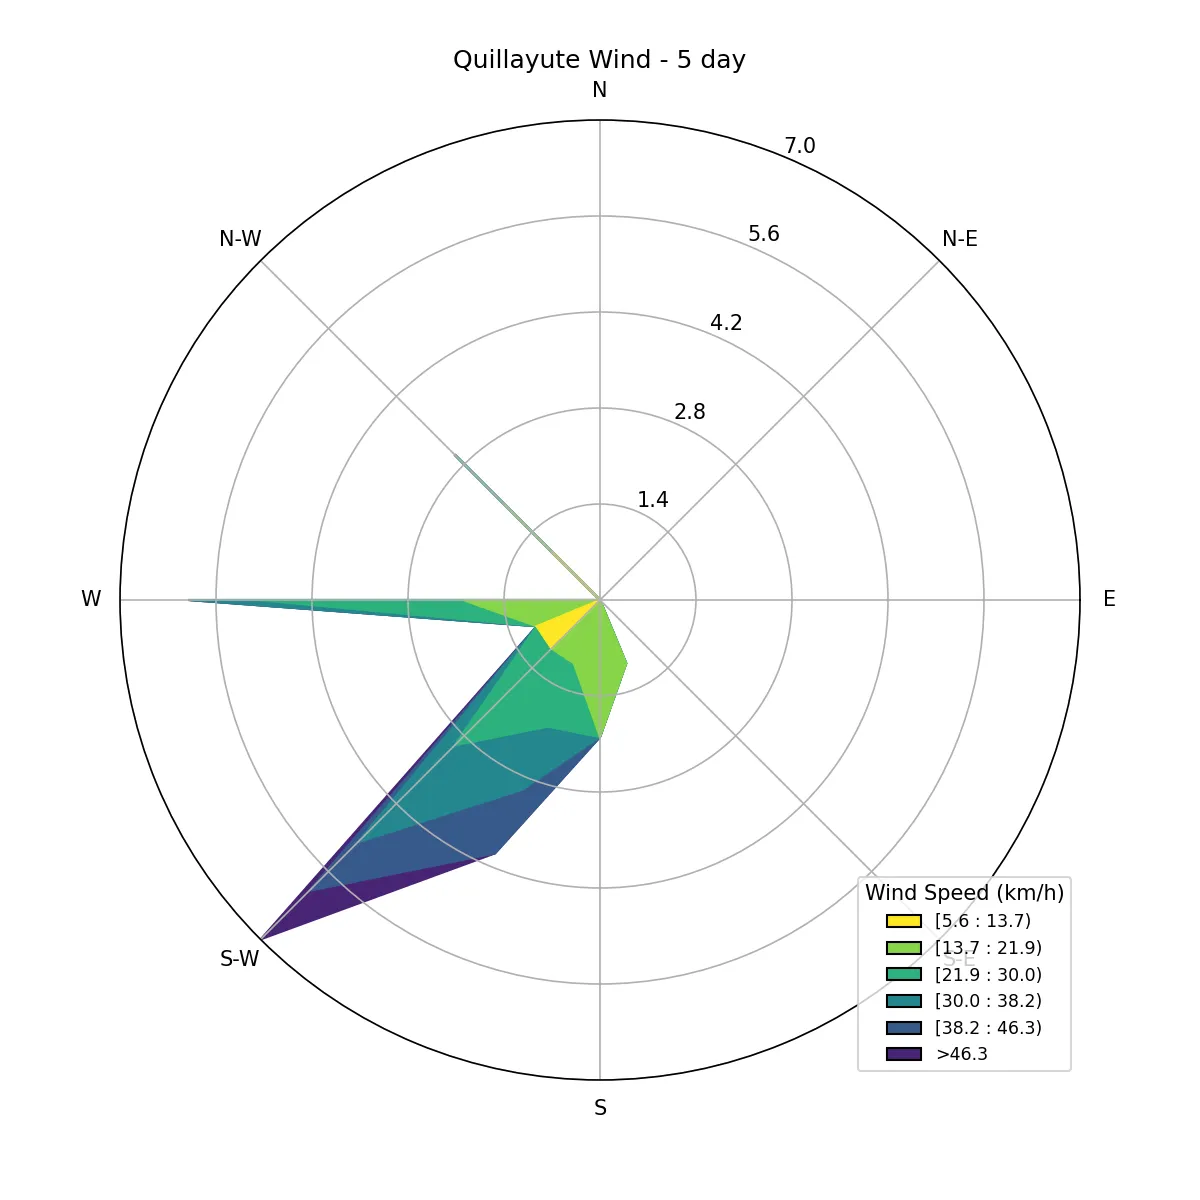 Quillayute Wind - 5 day
N
7.0
N-W
5.6
N-E
4.2
2.8
1.4
W
E
S-W
S-E
Wind Speed (km/h)
[5.6 : 13.7)
[13.7 : 21.9)
[21.9 : 30.0)
[30.0 : 38.2)
[38.2 : 46.3)
>46.3
S